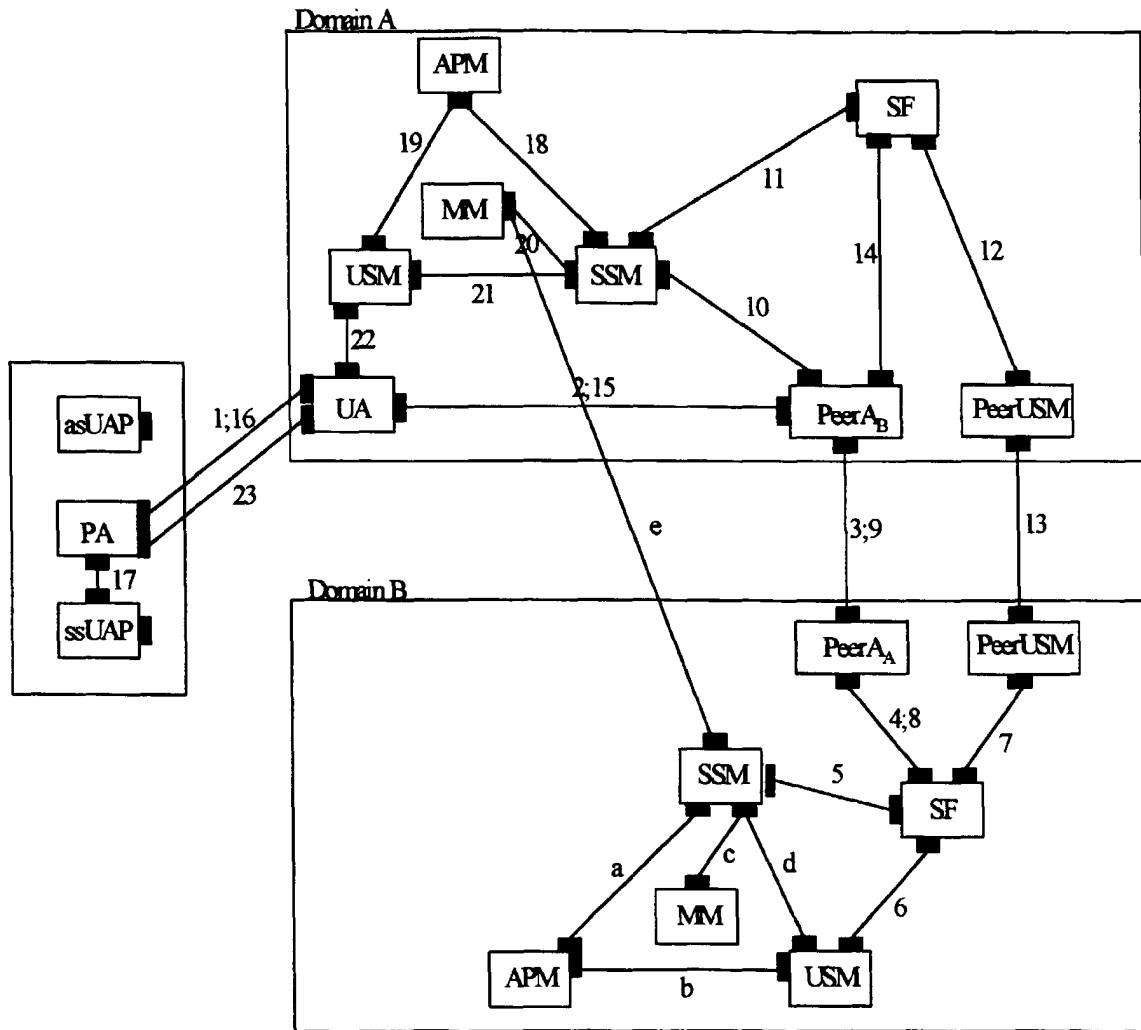 Domain A
APM
SF
19
18
11
MM
20
USM
SSM
14
12
21
10
22
2;15
UA
PeerA_B
PeerUSM
1;16
asUAP
23
PA
e
3;9
13
17
Domain B
ssUAP
PeerA_A
PeerUSM
4;8
7
SSM
5
SF
a
c
d
MM
6
APM
USM
b